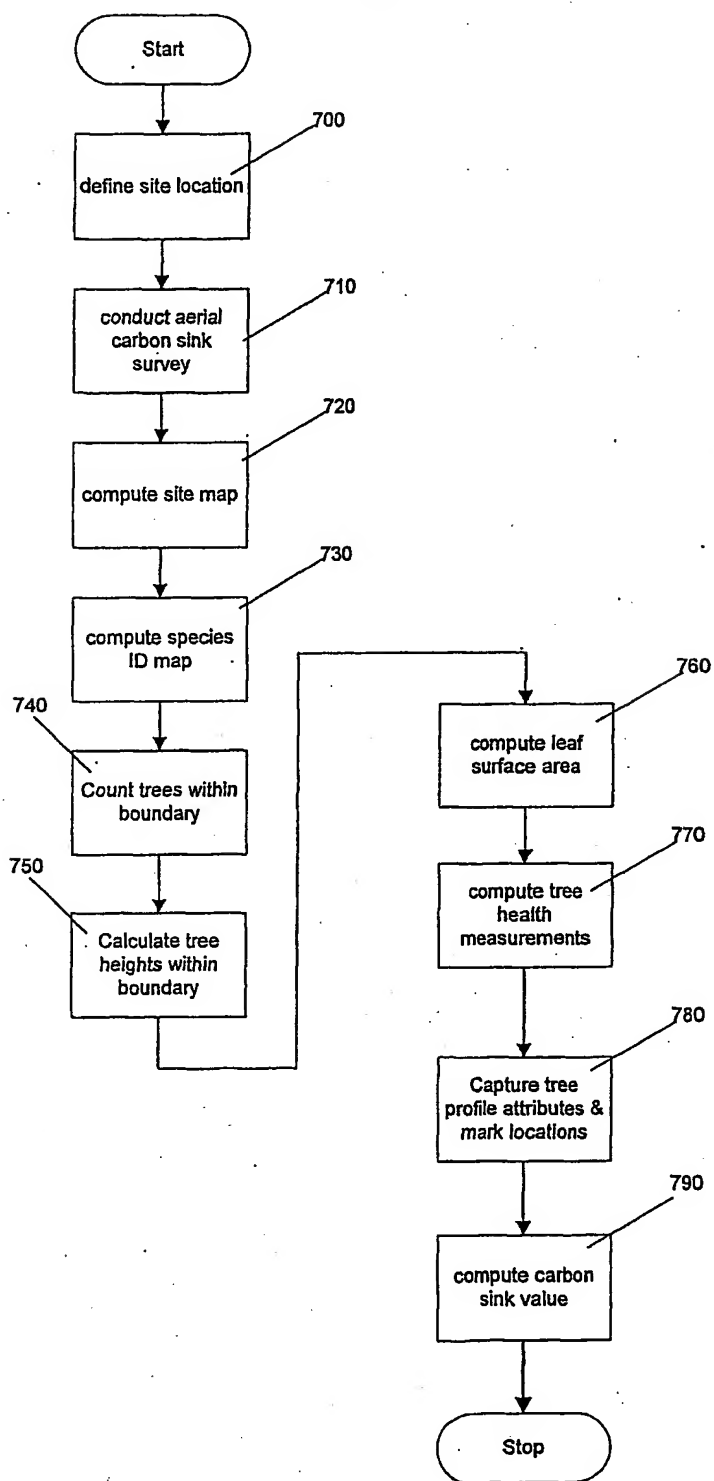 Start
700
define site location
710
conduct aerial
carbon sink
survey
720
compute site map
730
compute species
ID map
740
Count trees within
boundary
750
Calculate tree
heights within
boundary
760
compute leaf
surface area
770
compute tree
health
measurements
780
Capture tree
profile attributes &
mark locations
790
compute carbon
sink value
Stop